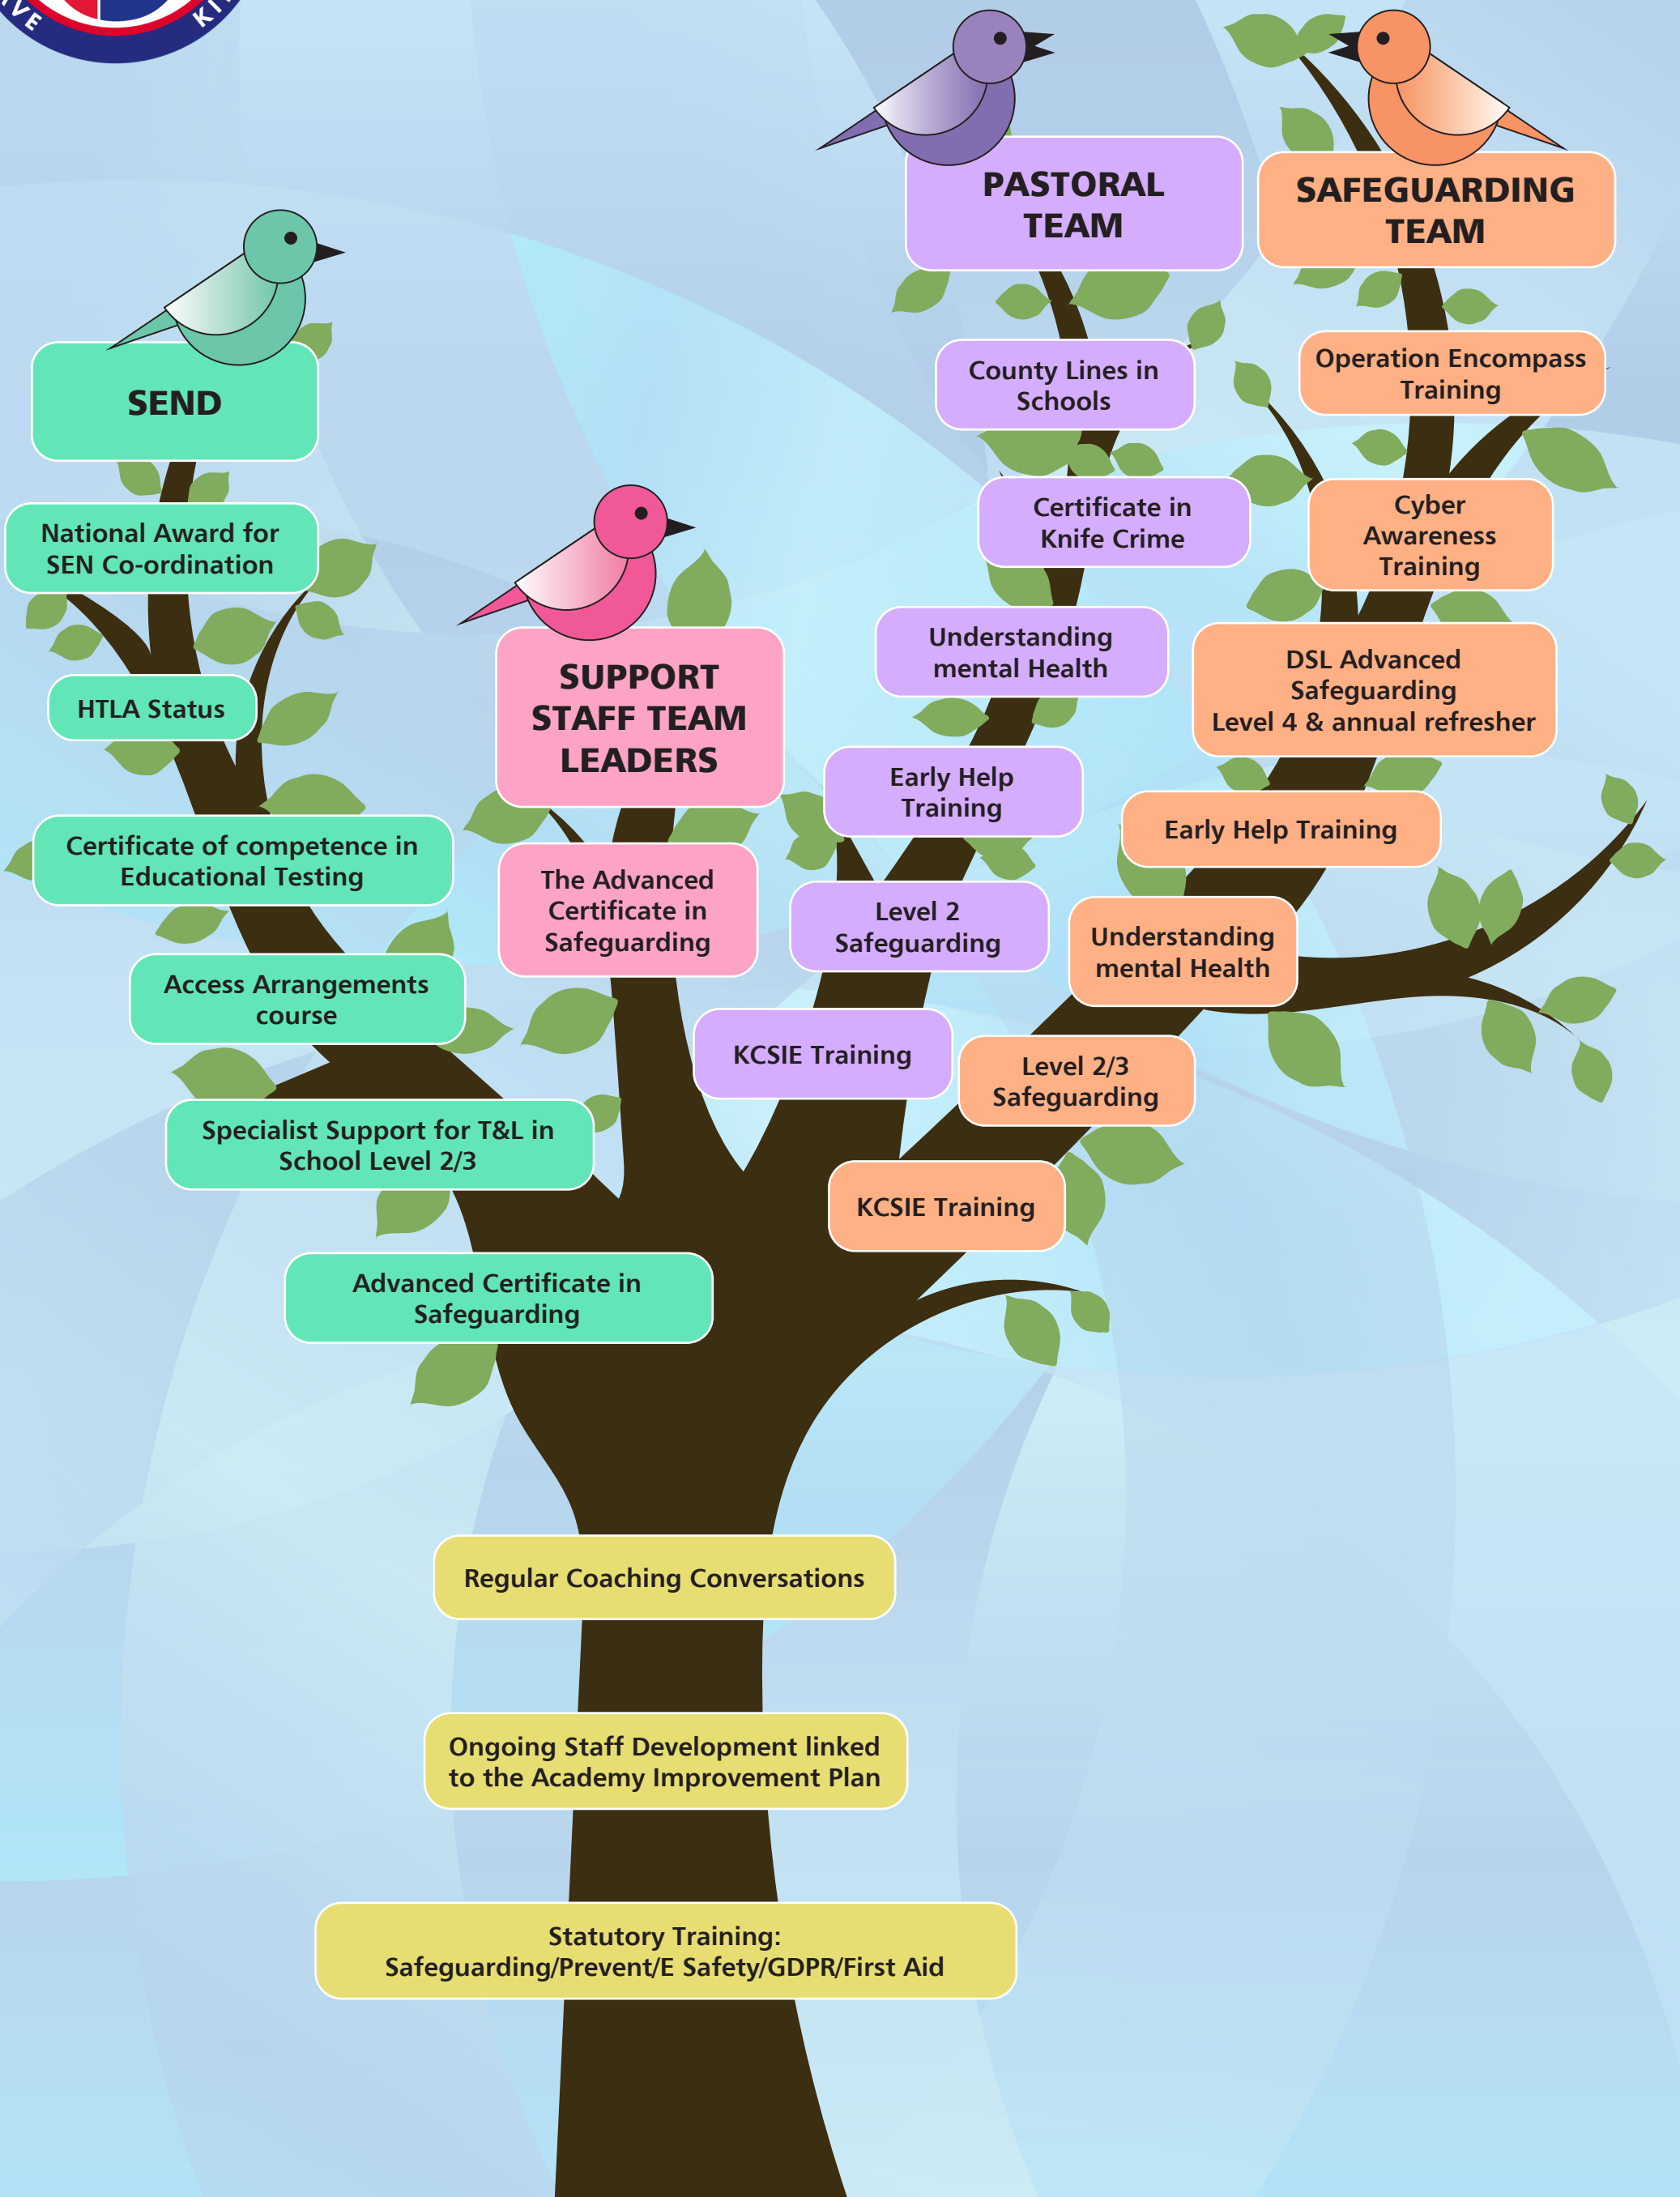 PASTORAL
TEAM
SAFEGUARDING
TEAM
SEND
SUPPORT
STAFF TEAM
LEADERS
National Award for
SEN Co-ordination
HTLA Status
Certificate of competence in
Educational Testing
Access Arrangements
course
Specialist Support for T&L in
School Level 2/3
Advanced Certificate in
Safeguarding
The Advanced
Certificate in
Safeguarding
County Lines in
Schools
Certificate in
Knife Crime
Understanding
mental Health
Early Help
Training
Level 2
Safeguarding
KCSIE Training
Operation Encompass
Training
Cyber
Awareness
Training
DSL Advanced
Safeguarding
Level 4 & annual refresher
Early Help Training
Understanding
mental Health
Level 2/3
Safeguarding
KCSIE Training
Regular Coaching Conversations
Ongoing Staff Development linked
to the Academy Improvement Plan
Statutory Training:
Safeguarding/Prevent/E Safety/GDPR/First Aid